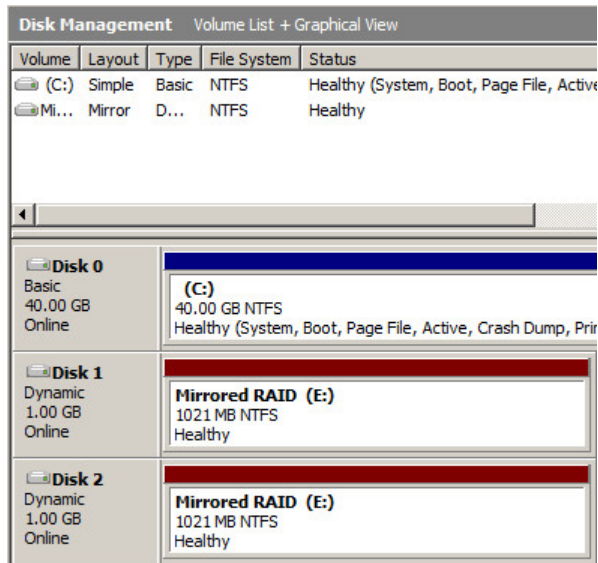 Disk Management Volume List + Graphical View
Volume Layout Type File System Status
(C:) Simple Basic NTFS Healthy (System, Boot, Page File, Active
Mi... Mirror D... NTFS Healthy
Disk 0
Basic
40.00 GB
Online
(C:)
40.00 GB NTFS
Healthy (System, Boot, Page File, Active, Crash Dump, Pri
Disk 1
Dynamic
1.00 GB
Online
Mirrored RAID (E:)
1021 MB NTFS
Healthy
Disk 2
Dynamic
1.00 GB
Online
Mirrored RAID (E:)
1021 MB NTFS
Healthy